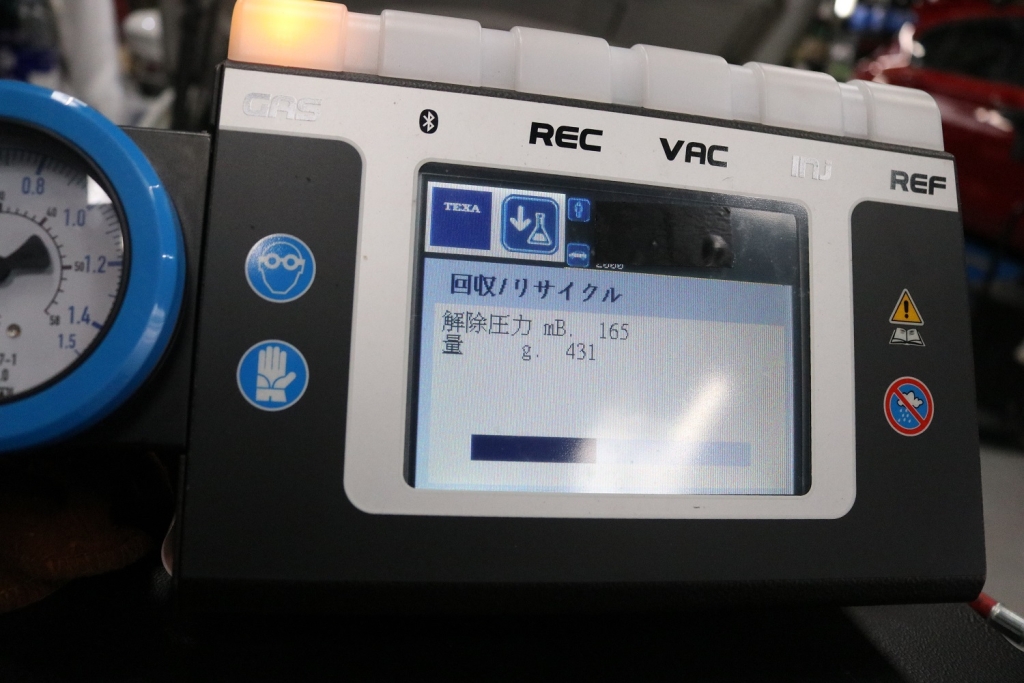 GAS
REC
VAC
INJ
REF
TEXA
回収/リサイクル
解除圧力 mB. 165
量 g. 431
0.8
1.0
1.2
1.4
1.5